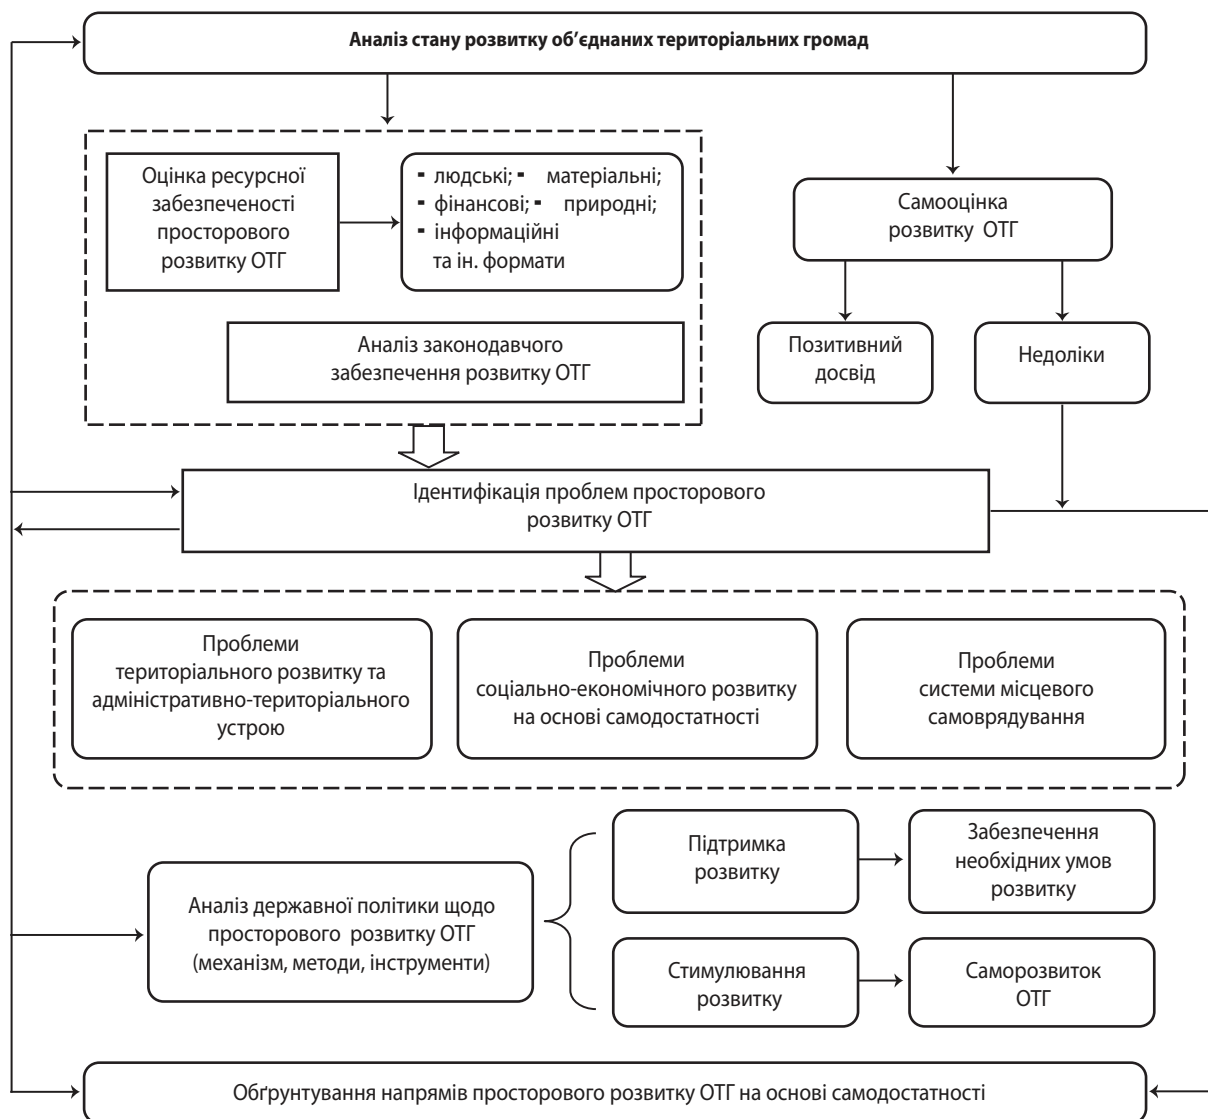 Аналіз стану розвитку об’єднаних територіальних громад
Оцінка ресурсної
забезпеченості
просторового
розвитку ОТГ
- людські; - матеріальні;
- фінансові; - природні;
- інформаційні
та ін. формати
Аналіз законодавчого
забезпечення розвитку ОТГ
Самооцінка
розвитку ОТГ
Позитивний
досвід
Недоліки
Ідентифікація проблем просторового
розвитку ОТГ
Проблеми
територіального розвитку та
адміністративно-територіального
устрою
Проблеми
соціально-економічного розвитку
на основі самодостатності
Проблеми
системи місцевого
самоврядування
Аналіз державної політики щодо
просторового розвитку ОТГ
(механізм, методи, інструменти)
Підтримка
розвитку
Забезпечення
необхідних умов
розвитку
Стимулювання
розвитку
Саморозвиток
ОТГ
Обґрунтування напрямів просторового розвитку ОТГ на основі самодостатності